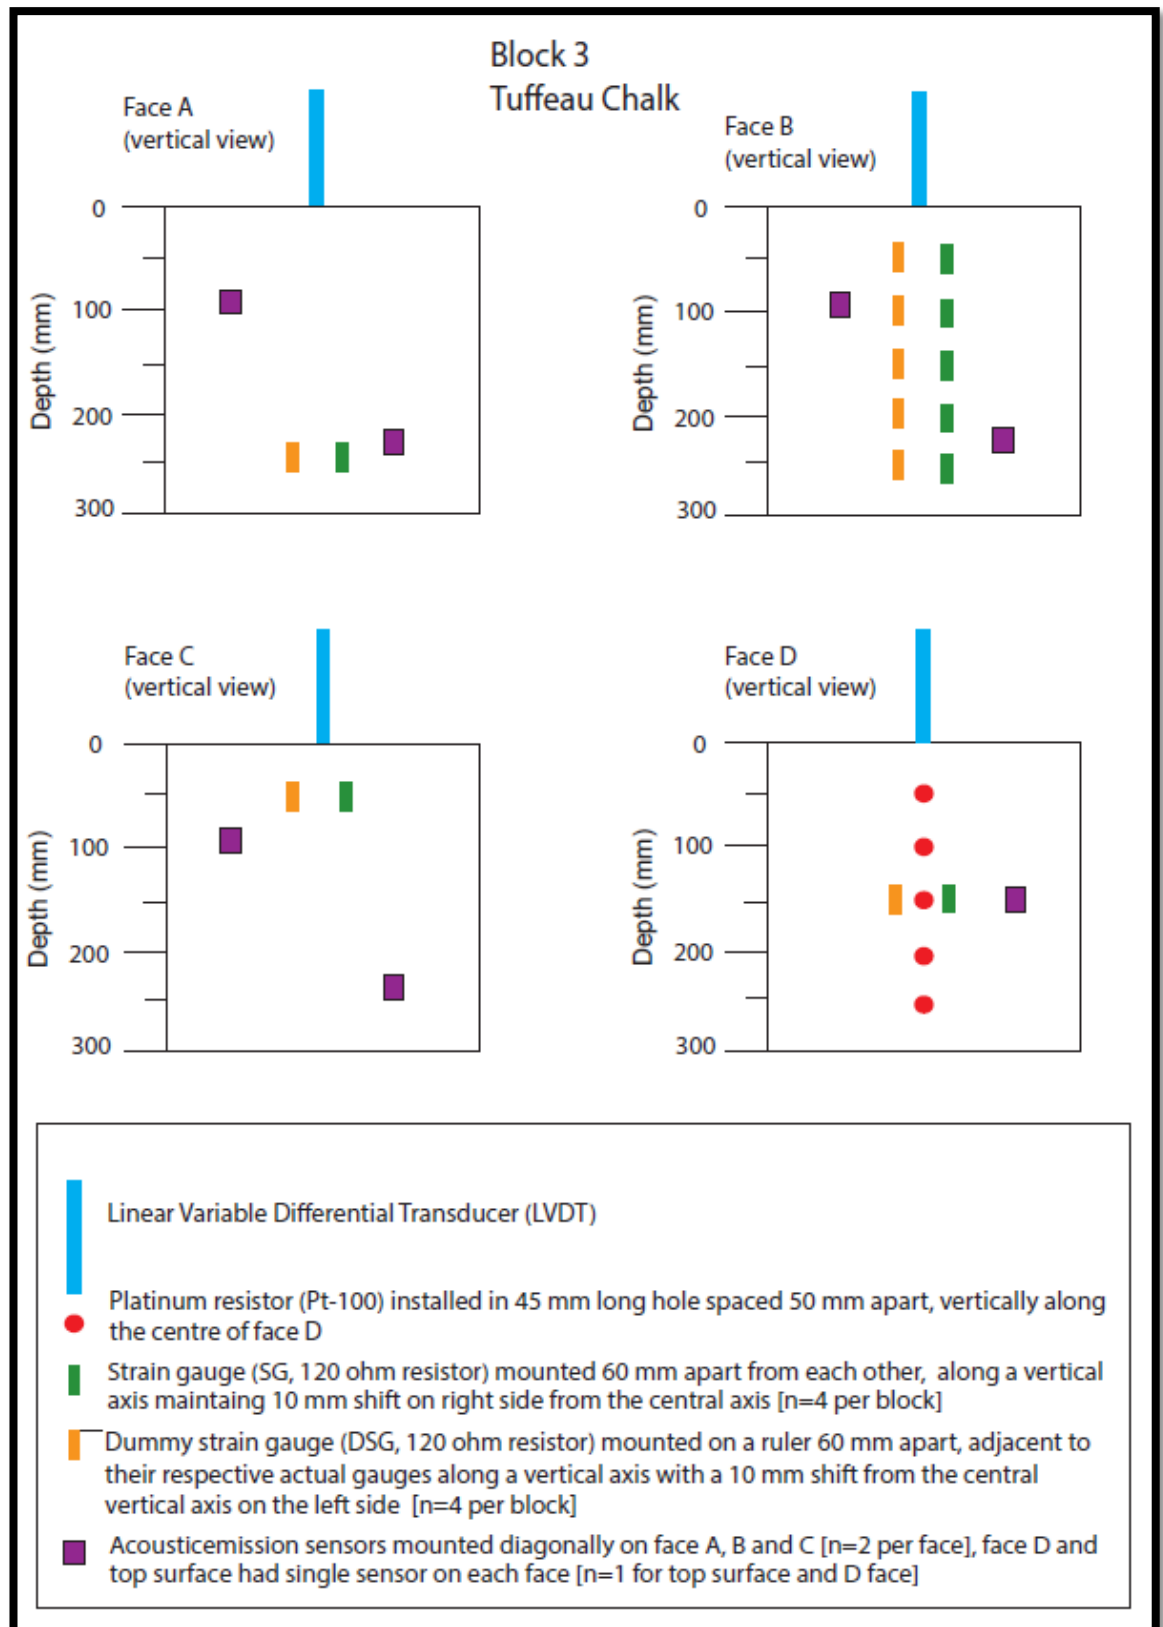 Block 3
Tuffeau Chalk
Face A
(vertical view)
0
100
200
300
Depth (mm)
Face B
(vertical view)
0
100
200
300
Depth (mm)
Face C
(vertical view)
0
100
200
300
Depth (mm)
Face D
(vertical view)
0
100
200
300
Depth (mm)
Linear Variable Differential Transducer (LVDT)
Platinum resistor (Pt-100) installed in 45 mm long hole spaced 50 mm apart, vertically along
the centre of face D
Strain gauge (SG, 120 ohm resistor) mounted 60 mm apart from each other, along a vertical
axis maintaing 10 mm shift on right side from the central axis [n=4 per block]
Dummy strain gauge (DSG, 120 ohm resistor) mounted on a ruler 60 mm apart, adjacent to
their respective actual gauges along a vertical axis with a 10 mm shift from the central
vertical axis on the left side [n=4 per block]
Acousticemission sensors mounted diagonally on face A, B and C [n=2 per face], face D and
top surface had single sensor on each face [n=1 for top surface and D face]